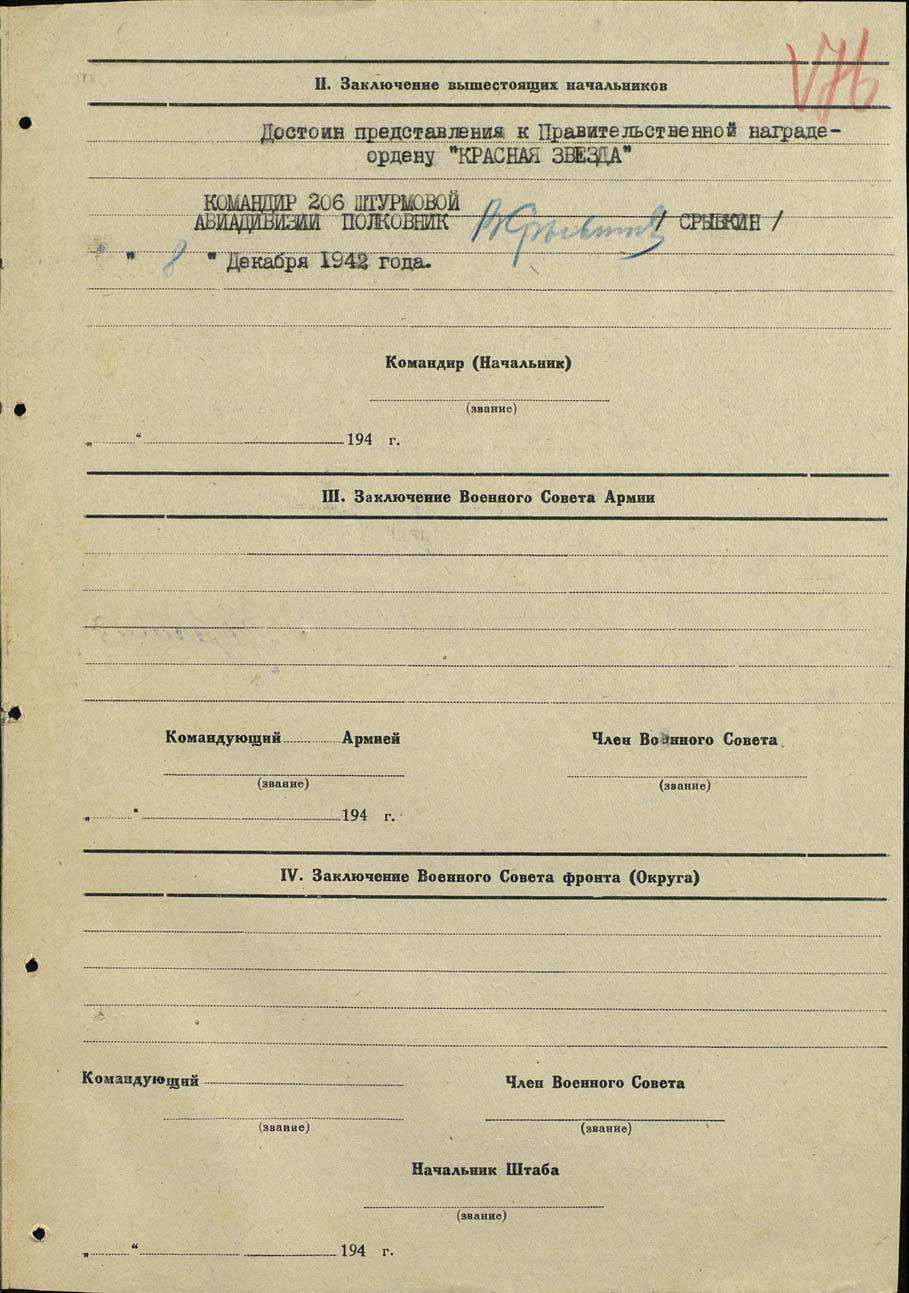 II. Заключение вышестоящих начальников
Достоин представления к Правительственной награде-
ордену "КРАСНАЯ ЗВЕЗДА"
КОМАНДИР 206 ШТУРМОВОЙ
АВИАДИВИЗИИ ПОЛКОВНИК / СРЫВКИН /
" 8 " Декабря 1942 года.
Командир (Начальник)
(звание)
„ “ 194 г.
III. Заключение Военного Совета Армии
Командующий Армией Член Военного Совета
(звание) (звание)
„ “ 194 г.
IV. Заключение Военного Совета фронта (Округа)
Командующий Член Военного Совета
(звание) (звание)
Начальник Штаба
(звание)
„ “ 194 г.